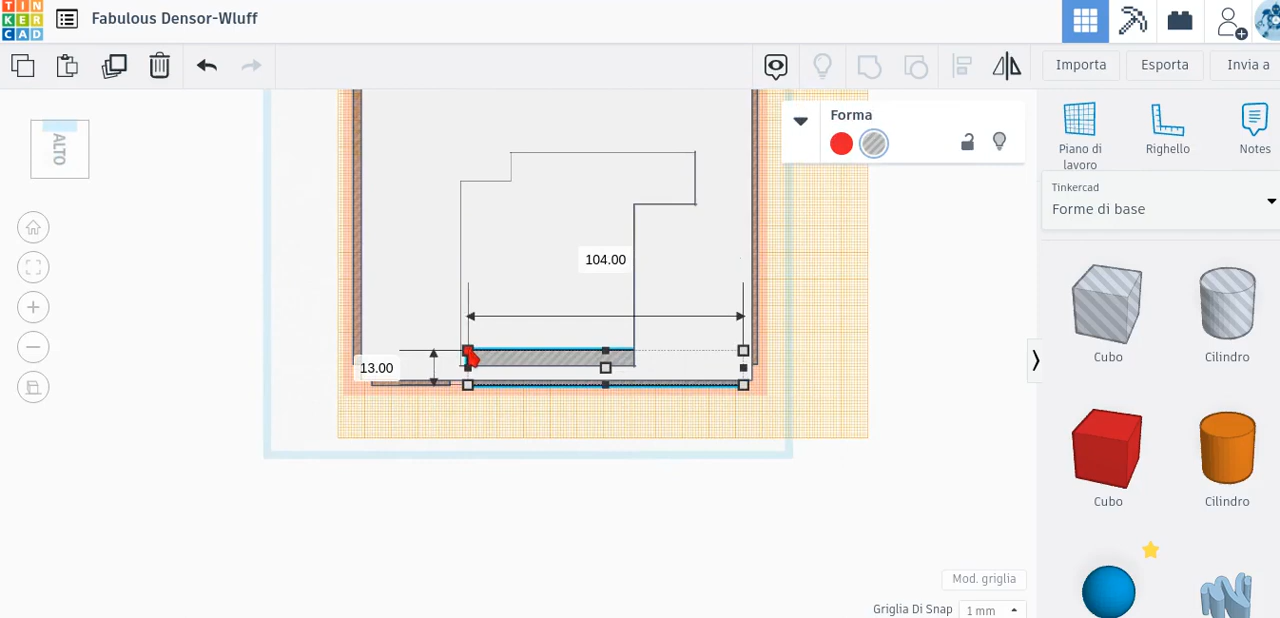 TIN
KER
CAD
Fabulous Densor-Wluff
Importa
Esporta
Invia a
ALTO
Forma
Piano di
lavoro
Righello
Notes
Tinkercad
Forme di base
104.00
13.00
Cubo
Cilindro
Cubo
Cilindro
Mod. griglia
Griglia Di Snap
1 mm